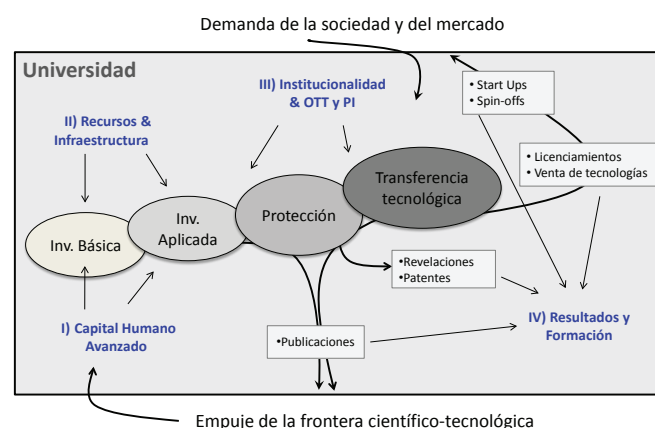 Demanda de la sociedad y del mercado
Universidad
III) Institucionalidad
& OTT y PI
•Start Ups
•Spin-offs
II) Recursos &
Infraestructura
•Licenciamientos
•Venta de tecnologías
Transferencia
tecnológica
Inv.
Aplicada
Protección
Inv. Básica
•Revelaciones
•Patentes
I) Capital Humano
Avanzado
IV) Resultados y
Formación
•Publicaciones
Empuje de la frontera científico-tecnológica